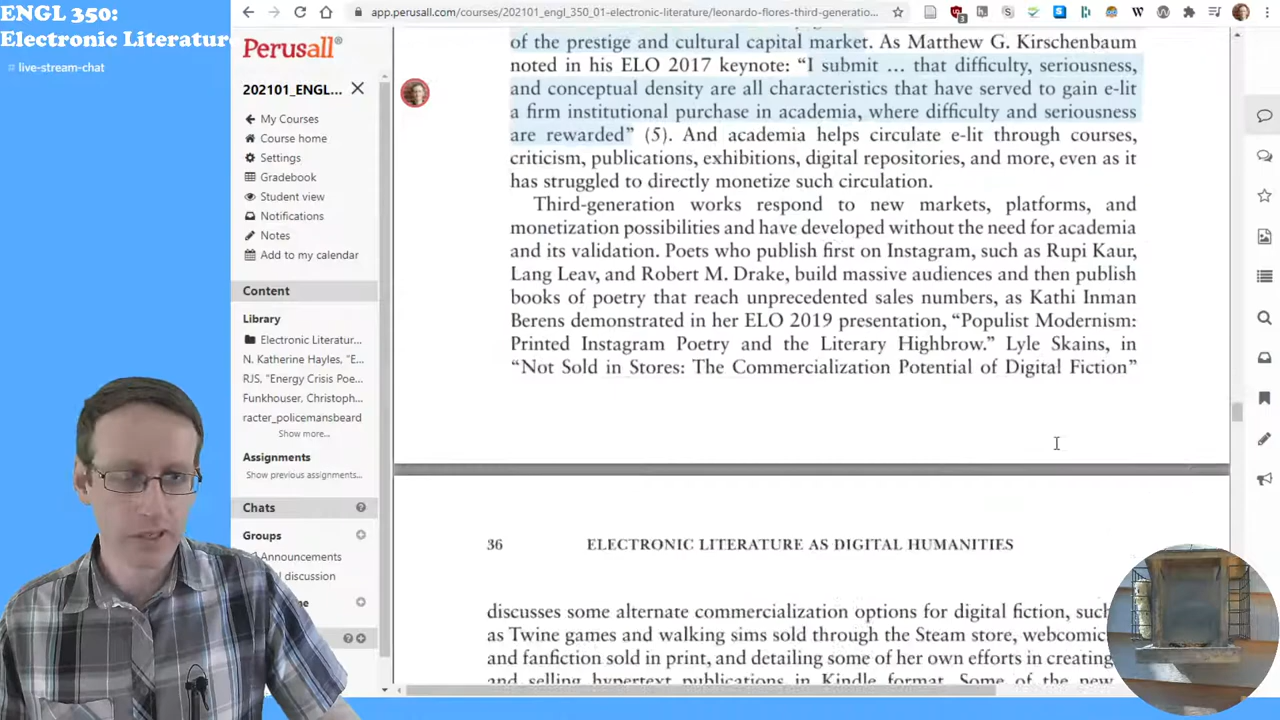 ENGL 350:
Electronic Literature
# live-stream-chat
app.perusall.com/courses/202101_engl_350_01-electronic-literature/leonardo-flores-third-generatio...
Perusall®
202101_ENGL...
My Courses
Course home
Settings
Gradebook
Student view
Notifications
Notes
Add to my calendar
Content
Library
Electronic Literatur...
N. Katherine Hayles, "E...
RJS, "Energy Crisis Poe...
Funkhouser, Christoph...
racter_policemansbeard
Show more...
Assignments
Show previous assignments...
Chats
Groups
Announcements
l discussion
of the prestige and cultural capital market. As Matthew G. Kirschenbaum
noted in his ELO 2017 keynote: “I submit … that difficulty, seriousness,
and conceptual density are all characteristics that have served to gain e-lit
a firm institutional purchase in academia, where difficulty and seriousness
are rewarded” (5). And academia helps circulate e-lit through courses,
criticism, publications, exhibitions, digital repositories, and more, even as it
has struggled to directly monetize such circulation.
Third-generation works respond to new markets, platforms, and
monetization possibilities and have developed without the need for academia
and its validation. Poets who publish first on Instagram, such as Rupi Kaur,
Lang Leav, and Robert M. Drake, build massive audiences and then publish
books of poetry that reach unprecedented sales numbers, as Kathi Inman
Berens demonstrated in her ELO 2019 presentation, “Populist Modernism:
Printed Instagram Poetry and the Literary Highbrow.” Lyle Skains, in
“Not Sold in Stores: The Commercialization Potential of Digital Fiction”
36 ELECTRONIC LITERATURE AS DIGITAL HUMANITIES
discusses some alternate commercialization options for digital fiction, suc
as Twine games and walking sims sold through the Steam store, webcomic
and fanfiction sold in print, and detailing some of her own efforts in creating
and selling hypertext publications in Kindle format. Some of the new